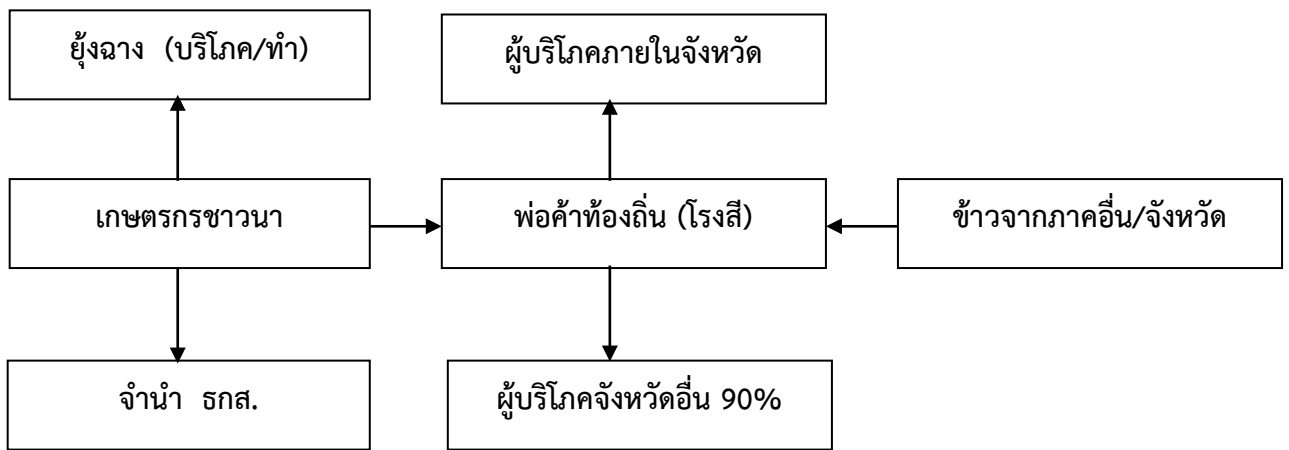 ยุ้งฉาง (บริโภค/ทำ)
ผู้บริโภคภายในจังหวัด
เกษตรกรชาวนา
พ่อค้าท้องถิ่น (โรงสี)
ข้าวจากภาคอื่น/จังหวัด
จำนำ ธกส.
ผู้บริโภคจังหวัดอื่น 90%